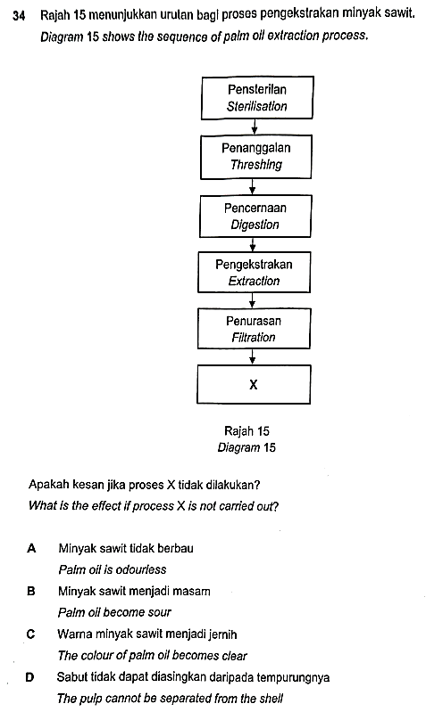 34 Rajah 15 menunjukkan urutan bagi proses pengekstrakan minyak sawit.
Diagram 15 shows the sequence of palm oil extraction process.
Pensterilan
Sterilisation
Penanggalan
Threshing
Pencernaan
Digestion
Pengekstrakan
Extraction
Penurasan
Filtration
X
Rajah 15
Diagram 15
Apakah kesan jika proses X tidak dilakukan?
What is the effect if process X is not carried out?
A Minyak sawit tidak berbau
Palm oil is odourless
B Minyak sawit menjadi masam
Palm oil become sour
C Warna minyak sawit menjadi jernih
The colour of palm oil becomes clear
D Sabut tidak dapat diasingkan daripada tempurungnya
The pulp cannot be separated from the shell